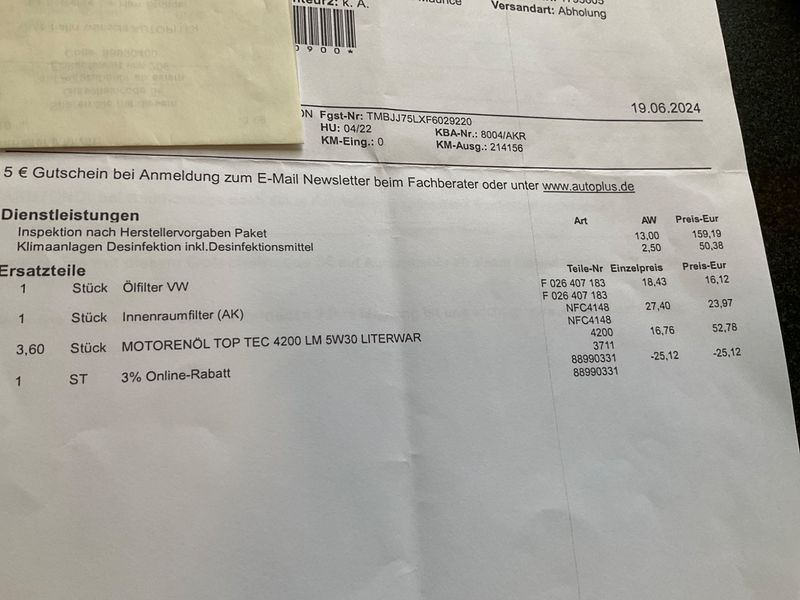 k. A.
Versandart: Abholung
0 9 0 0 *
19.06.2024
Fgst-Nr: TMBJJ75LXF6029220
HU: 04/22 KBA-Nr.: 8004/AKR
KM-Eing.: 0 KM-Ausg.: 214156
5 € Gutschein bei Anmeldung zum E-Mail Newsletter beim Fachberater oder unter www.autoplus.de
Dienstleistungen Art AW Preis-Eur
Inspektion nach Herstellervorgaben Paket 13,00 159,19
Klimaanlagen Desinfektion inkl.Desinfektionsmittel 2,50 50,38
Ersatzteile Teile-Nr Einzelpreis Preis-Eur
1 Stück Ölfilter VW F 026 407 183 18,43 16,12
F 026 407 183
1 Stück Innenraumfilter (AK) NFC4148 27,40 23,97
NFC4148
3,60 Stück MOTORENÖL TOP TEC 4200 LM 5W30 LITERWAR 4200 16,76 52,78
3711
1 ST 3% Online-Rabatt 88990331 -25,12 -25,12
88990331